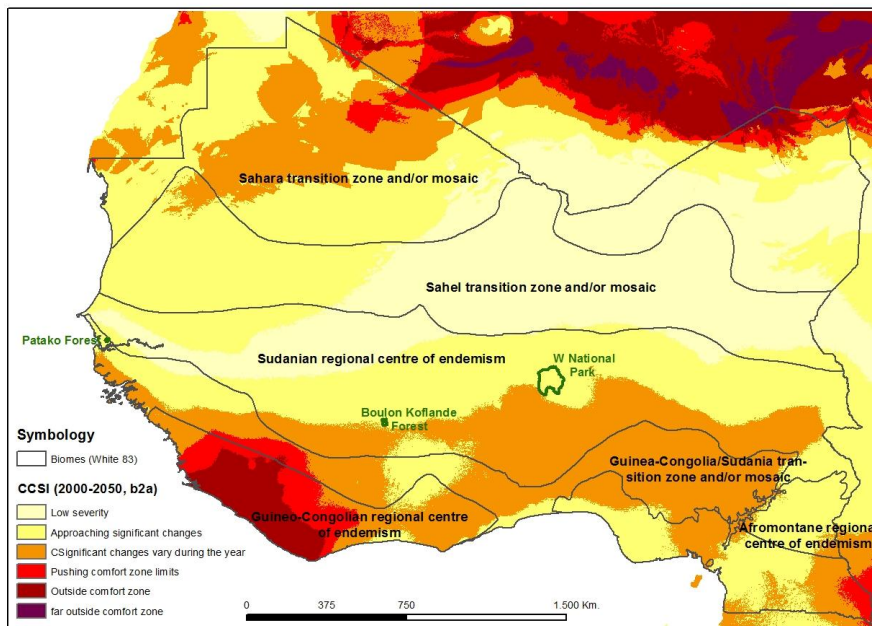 Sahara transition zone and/or mosaic
Sahel transition zone and/or mosaic
Patako Forest
Sudanian regional centre of endemism
W National
Park
Boulon Koflande
Forest
Symbology
Biomes (White 83)
CCSI (2000-2050, b2a)
Low severity
Approaching significant changes
CSignificant changes vary during the year
Pushing comfort zone limits
Outside comfort zone
far outside comfort zone
Guinea-Congolia/Sudania tran-
sition zone and/or mosaic
Guineo-Congolian regional centre
of endemism
Afromontane regional
centre of endemism
0 375 750 1.500 Km.